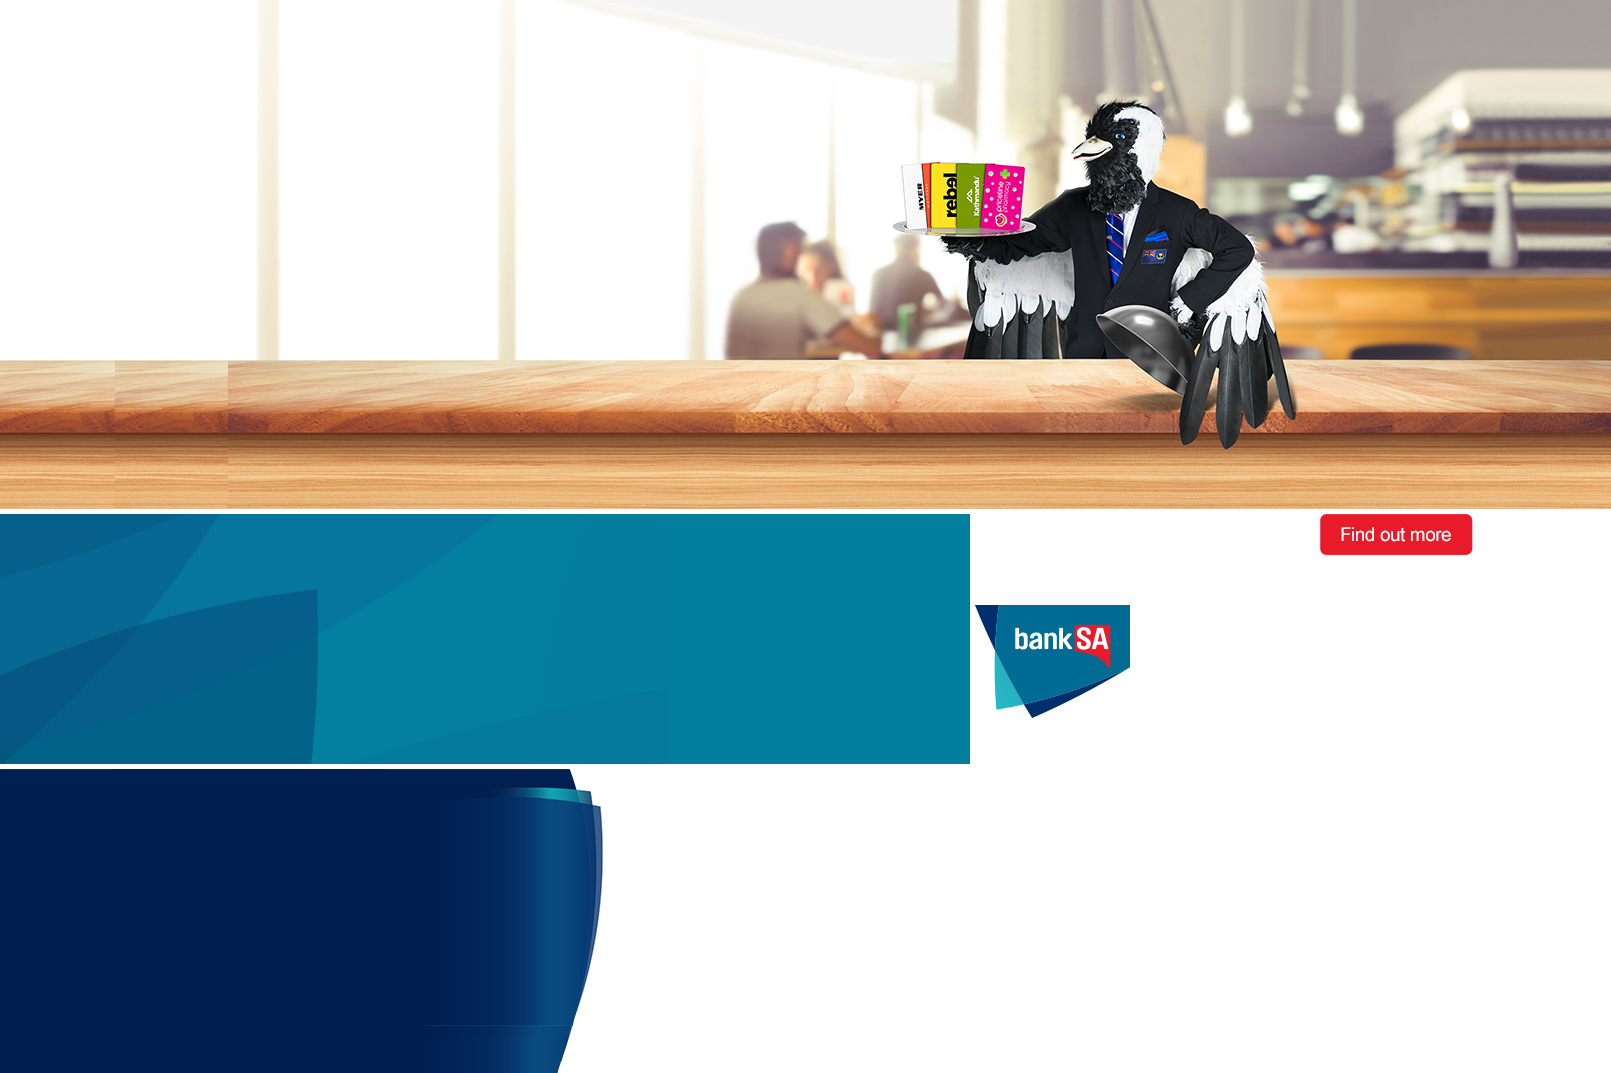 MYER
rebel
Kathmandu
priceline
pharmacy
Find out more
bankSA